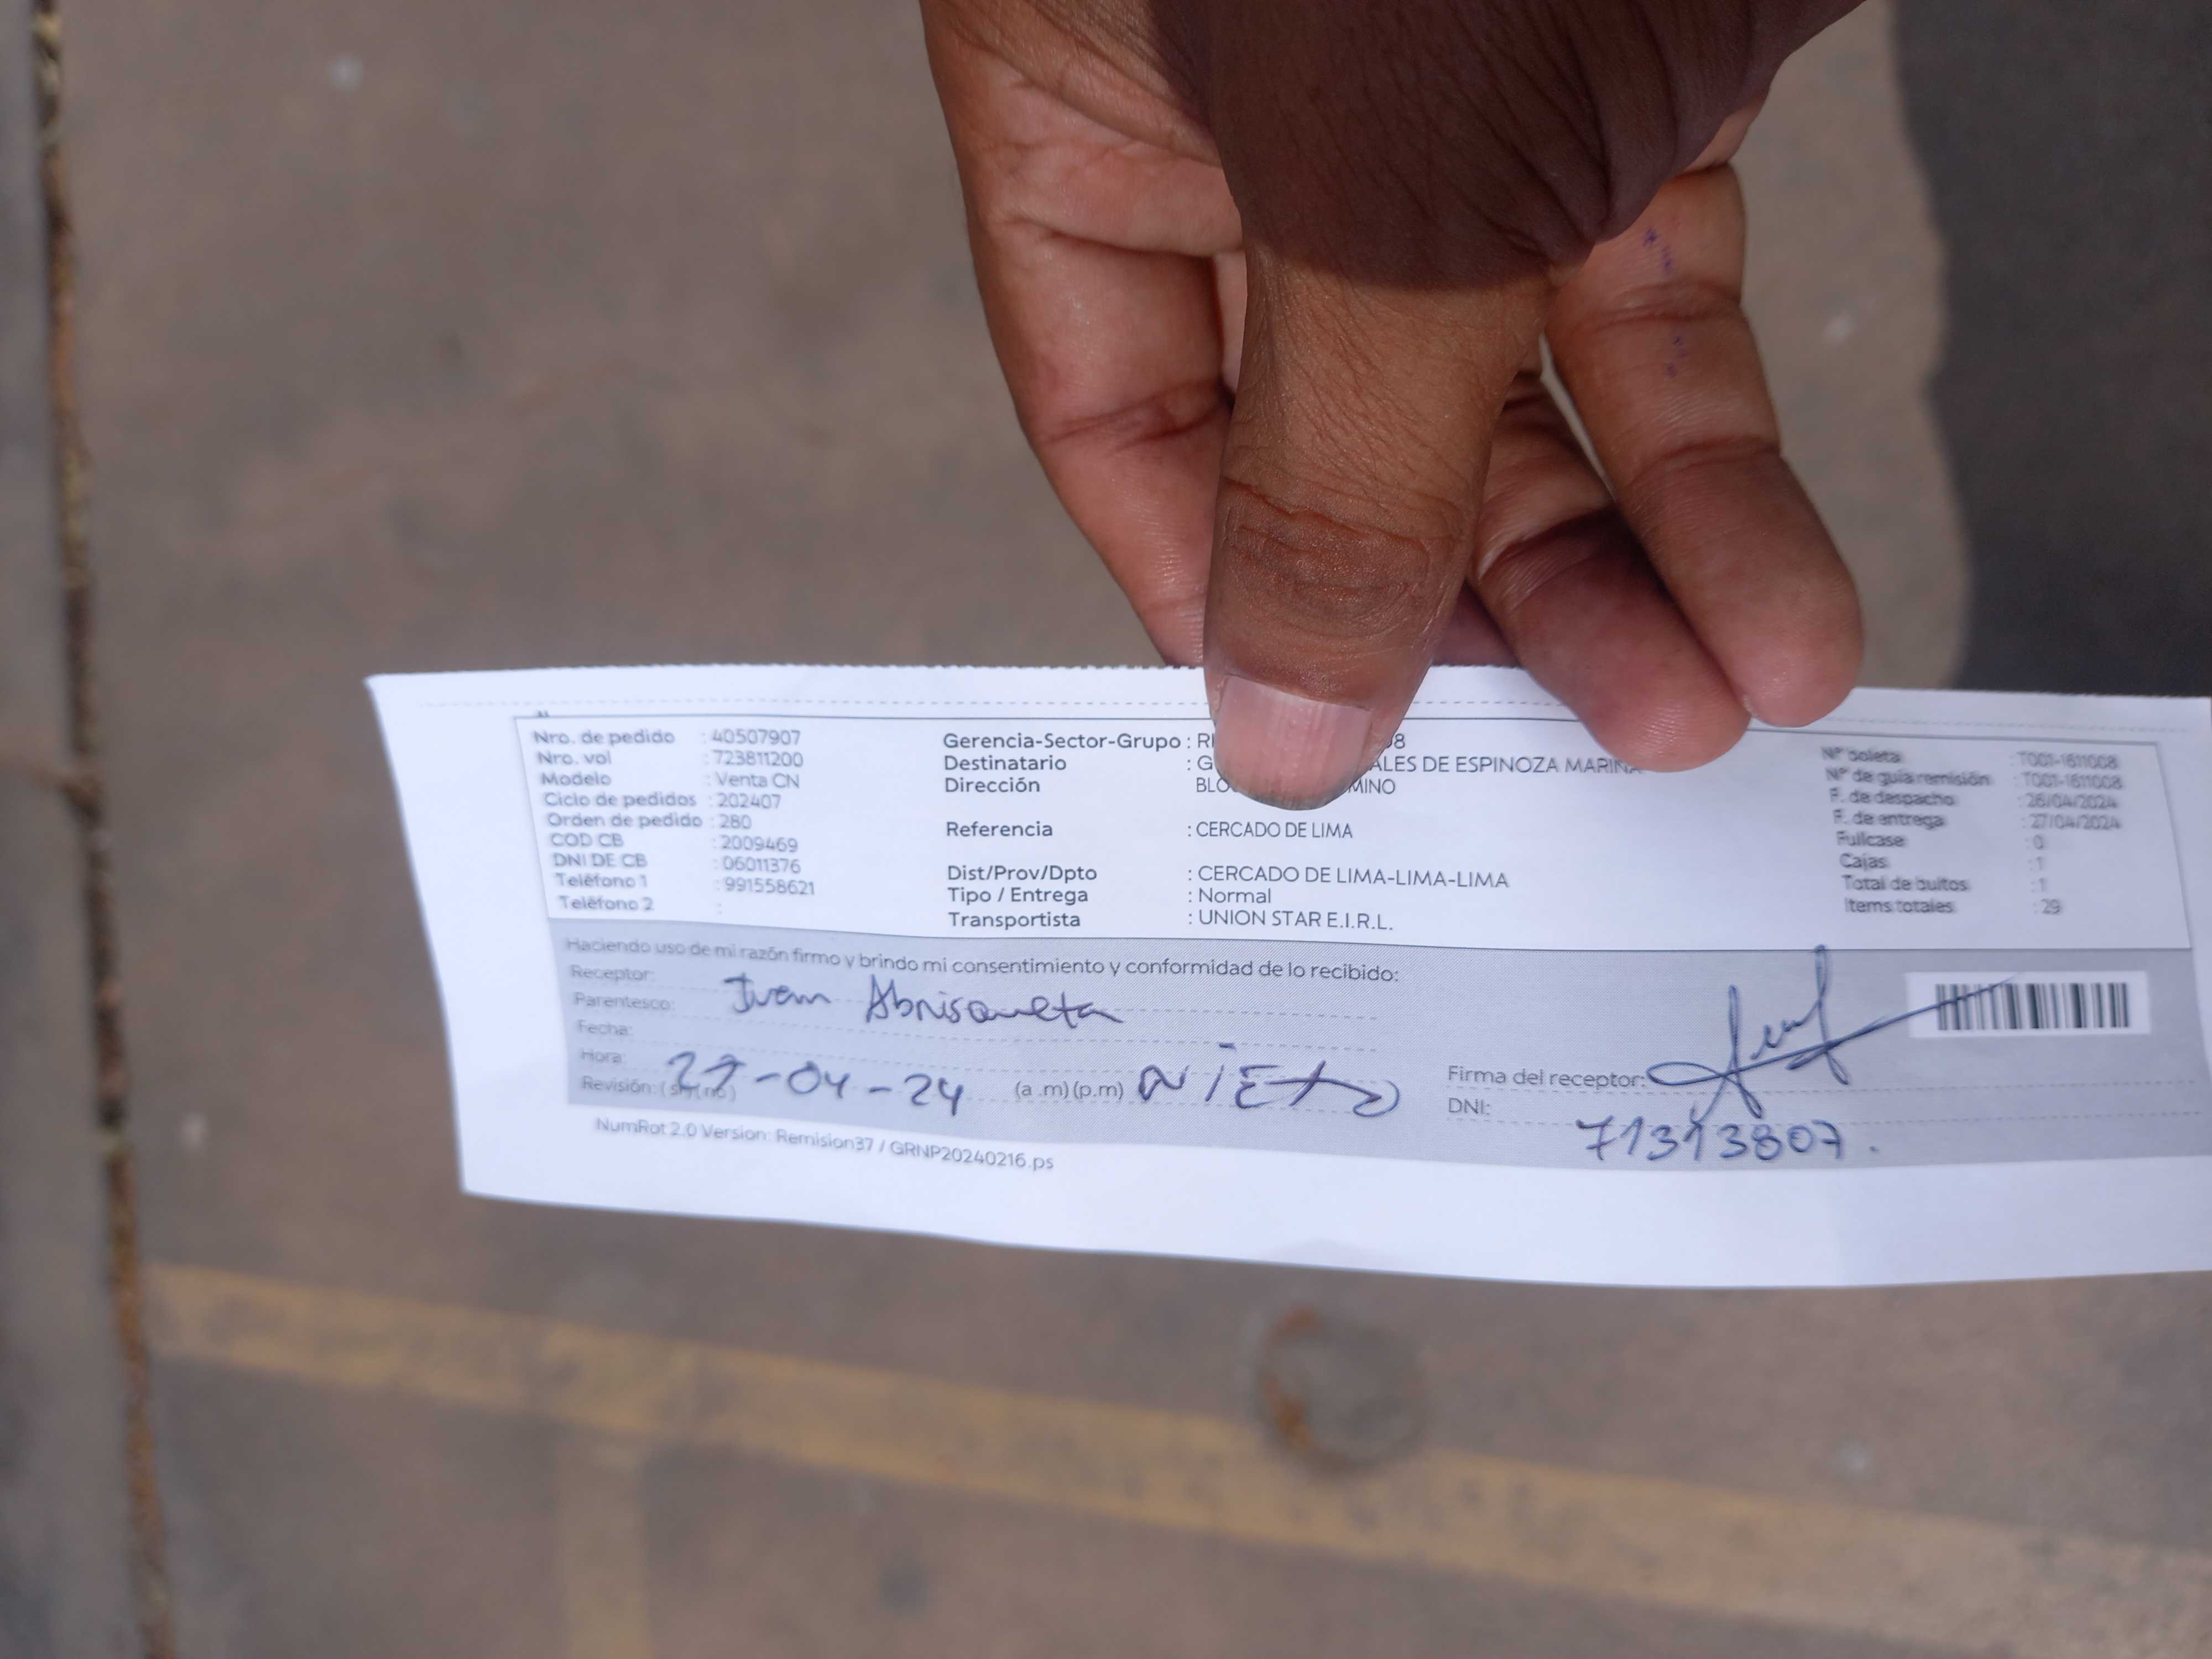 Nro. de pedido : 40507907
Nro. vol : 723811200
Modelo : Venta CN
Ciclo de pedidos : 202407
Orden de pedido : 280
COD CB : 2009469
DNI DE CB : 06011376
Teléfono 1 : 991558621
Teléfono 2 :
Gerencia-Sector-Grupo :
Destinatario : ALES DE ESPINOZA MARINA
Dirección
Referencia : CERCADO DE LIMA
Dist/Prov/Dpto : CERCADO DE LIMA-LIMA-LIMA
Tipo / Entrega : Normal
Transportista : UNION STAR E.I.R.L.
N° boleta : T001-1611008
N° de guía remisión : T001-1611008
F. de despacho : 26/04/2024
F. de entrega : 27/04/2024
Fullcase : 0
Cajas : 1
Total de bultos : 1
Items totales : 29
Haciendo uso de mi razón firmo y brindo mi consentimiento y conformidad de lo recibido:
Receptor:
Parentesco: Ivan Abrisqueta
Fecha:
Hora: 27-04-24 (a .m) (p.m) NIETO
Revisión: ( si) ( no )
Firma del receptor:
DNI: 71313807.
NumRot 2.0 Version: Remision37 / GRNP20240216.ps